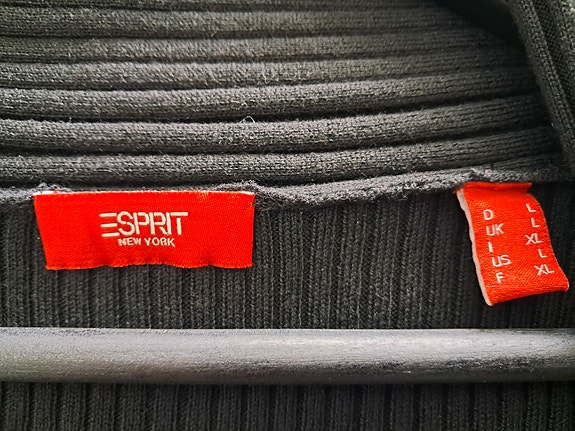 ESPRIT
NEW YORK
D L
UK L
I XL
US L
F XL